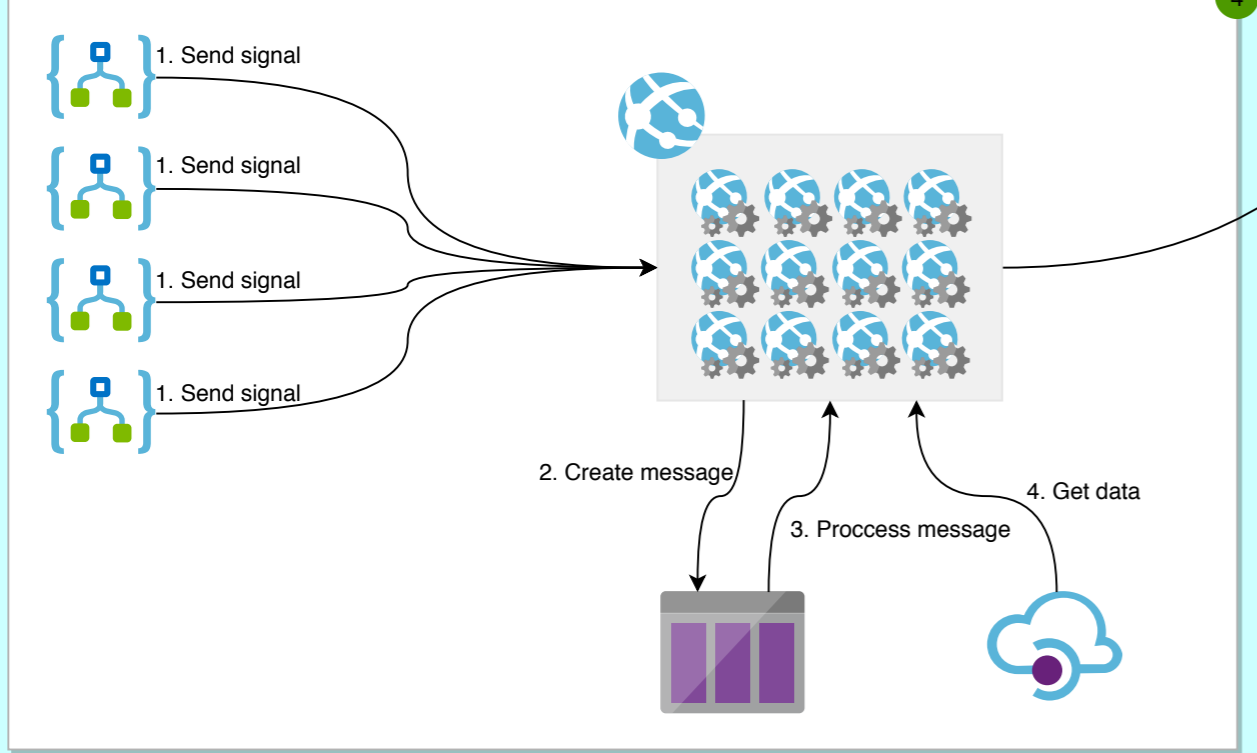 1. Send signal
1. Send signal
1. Send signal
1. Send signal
2. Create message
4. Get data
3. Proccess message